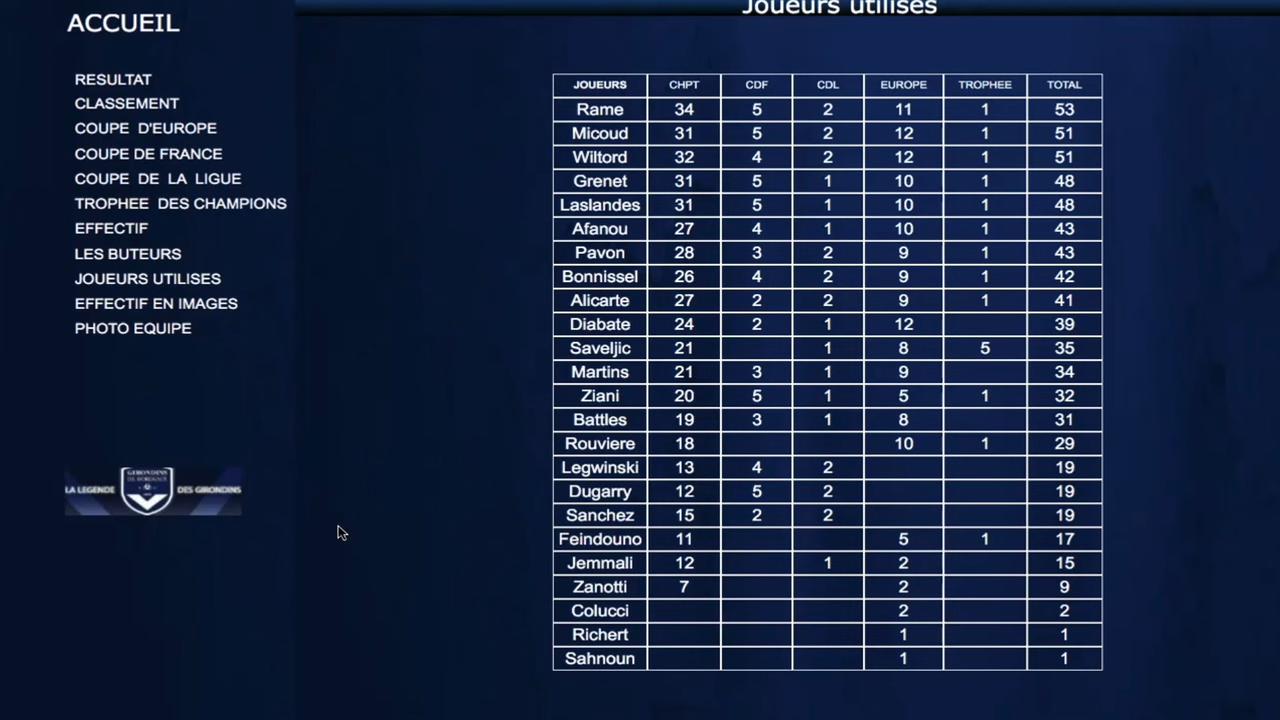 Joueurs utilisés
ACCUEIL
RESULTAT
CLASSEMENT
COUPE D'EUROPE
COUPE DE FRANCE
COUPE DE LA LIGUE
TROPHEE DES CHAMPIONS
EFFECTIF
LES BUTEURS
JOUEURS UTILISES
EFFECTIF EN IMAGES
PHOTO EQUIPE
LA LEGENDE GIRONDINS DE BORDEAUX DES GIRONDINS
JOUEURS CHPT CDF CDL EUROPE TROPHEE TOTAL
Rame 34 5 2 11 1 53
Micoud 31 5 2 12 1 51
Wiltord 32 4 2 12 1 51
Grenet 31 5 1 10 1 48
Laslandes 31 5 1 10 1 48
Afanou 27 4 1 10 1 43
Pavon 28 3 2 9 1 43
Bonnissel 26 4 2 9 1 42
Alicarte 27 2 2 9 1 41
Diabate 24 2 1 12 39
Saveljic 21 1 8 5 35
Martins 21 3 1 9 34
Ziani 20 5 1 5 1 32
Battles 19 3 1 8 31
Rouviere 18 10 1 29
Legwinski 13 4 2 19
Dugarry 12 5 2 19
Sanchez 15 2 2 19
Feindouno 11 5 1 17
Jemmali 12 1 2 15
Zanotti 7 2 9
Colucci 2 2
Richert 1 1
Sahnoun 1 1